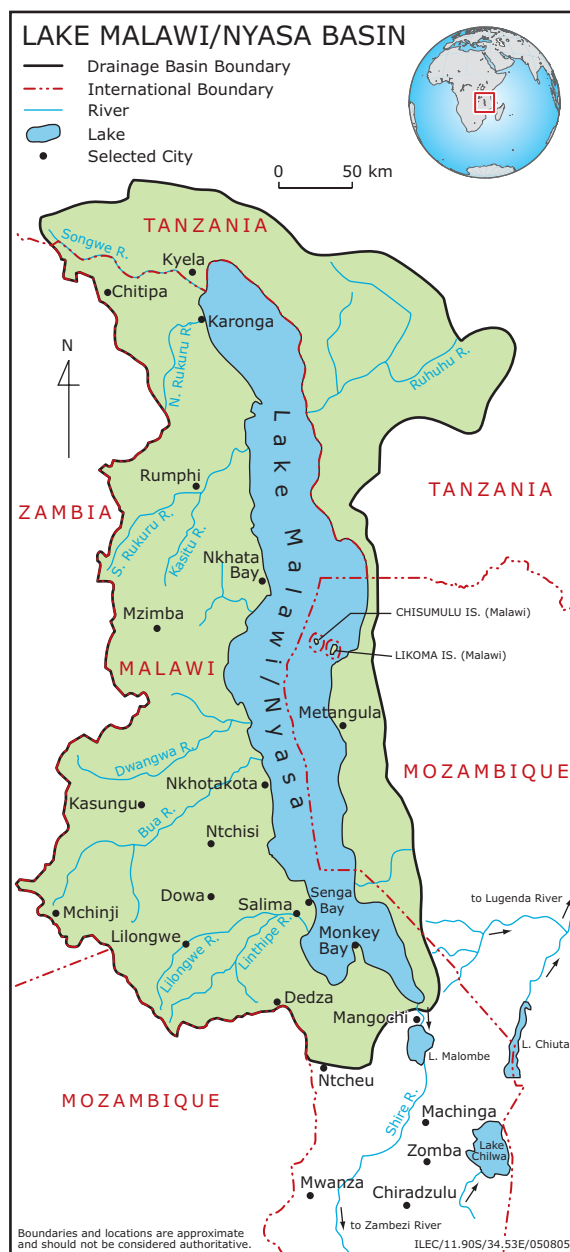 LAKE MALAWI/NYASA BASIN
Drainage Basin Boundary
International Boundary
River
Lake
Selected City
0 50 km
TANZANIA
Songwe R.
Kyela
Chitipa
Karonga
N. Rukuru R.
Ruhuhu R.
N
Lake Malawi/Nyasa
Rumphi
TANZANIA
ZAMBIA
S. Rukuru R.
Kasitu R.
Nkhata
Bay
CHISUMULU IS. (Malawi)
Mzimba
LIKOMA IS. (Malawi)
MALAWI
Metangula
Dwangwa R.
MOZAMBIQUE
Nkhotakota
Kasungu
Bua R.
Ntchisi
Dowa
Senga
Bay
to Lugenda River
Mchinji
Salima
Lilongwe
Monkey
Bay
Lilongwe R.
Linthipe R.
Dedza
Mangochi
L. Malombe
L. Chiuta
Ntcheu
MOZAMBIQUE
Shire R.
Machinga
Zomba
Lake
Chilwa
Mwanza
Chiradzulu
to Zambezi River
Boundaries and locations are approximate
and should not be considered authoritative.
ILEC/11.90S/34.53E/050805